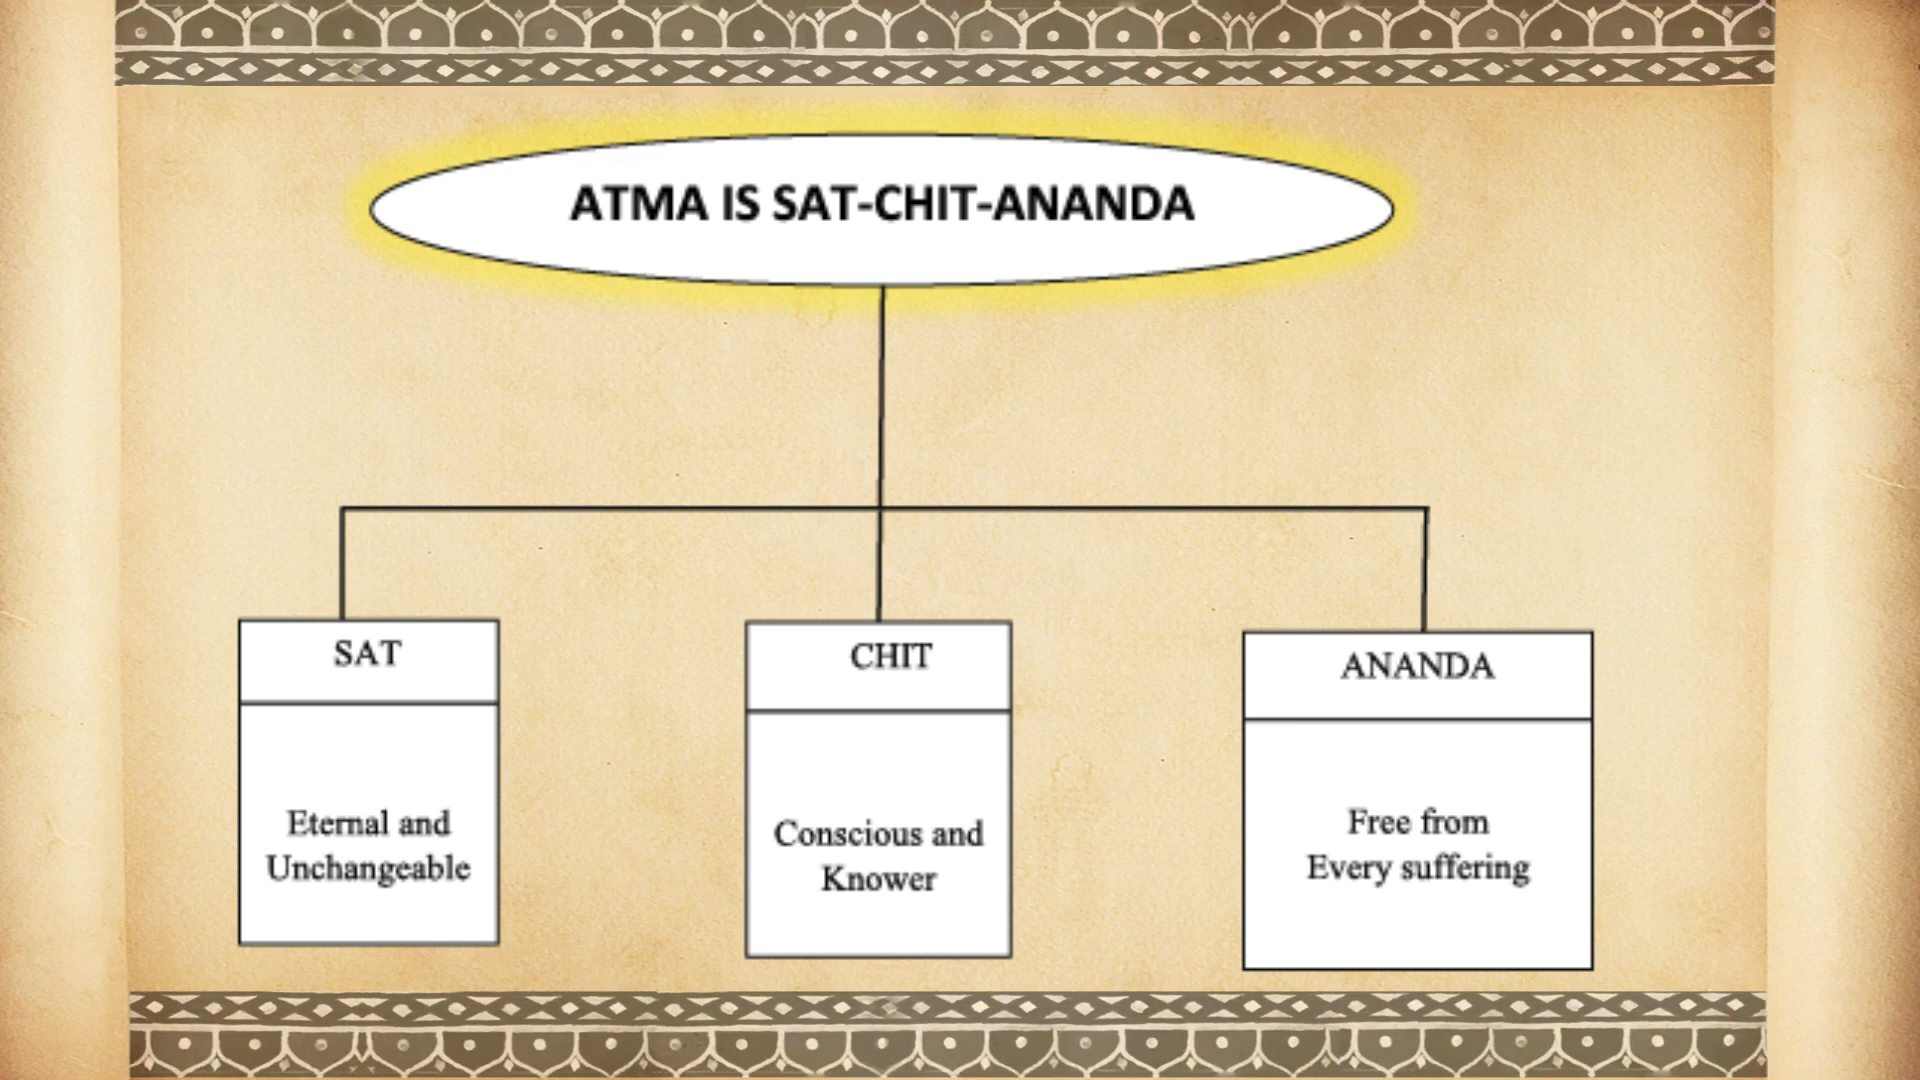 ATMA IS SAT-CHIT-ANANDA
SAT
Eternal and
Unchangeable
CHIT
Conscious and
Knower
ANANDA
Free from
Every suffering